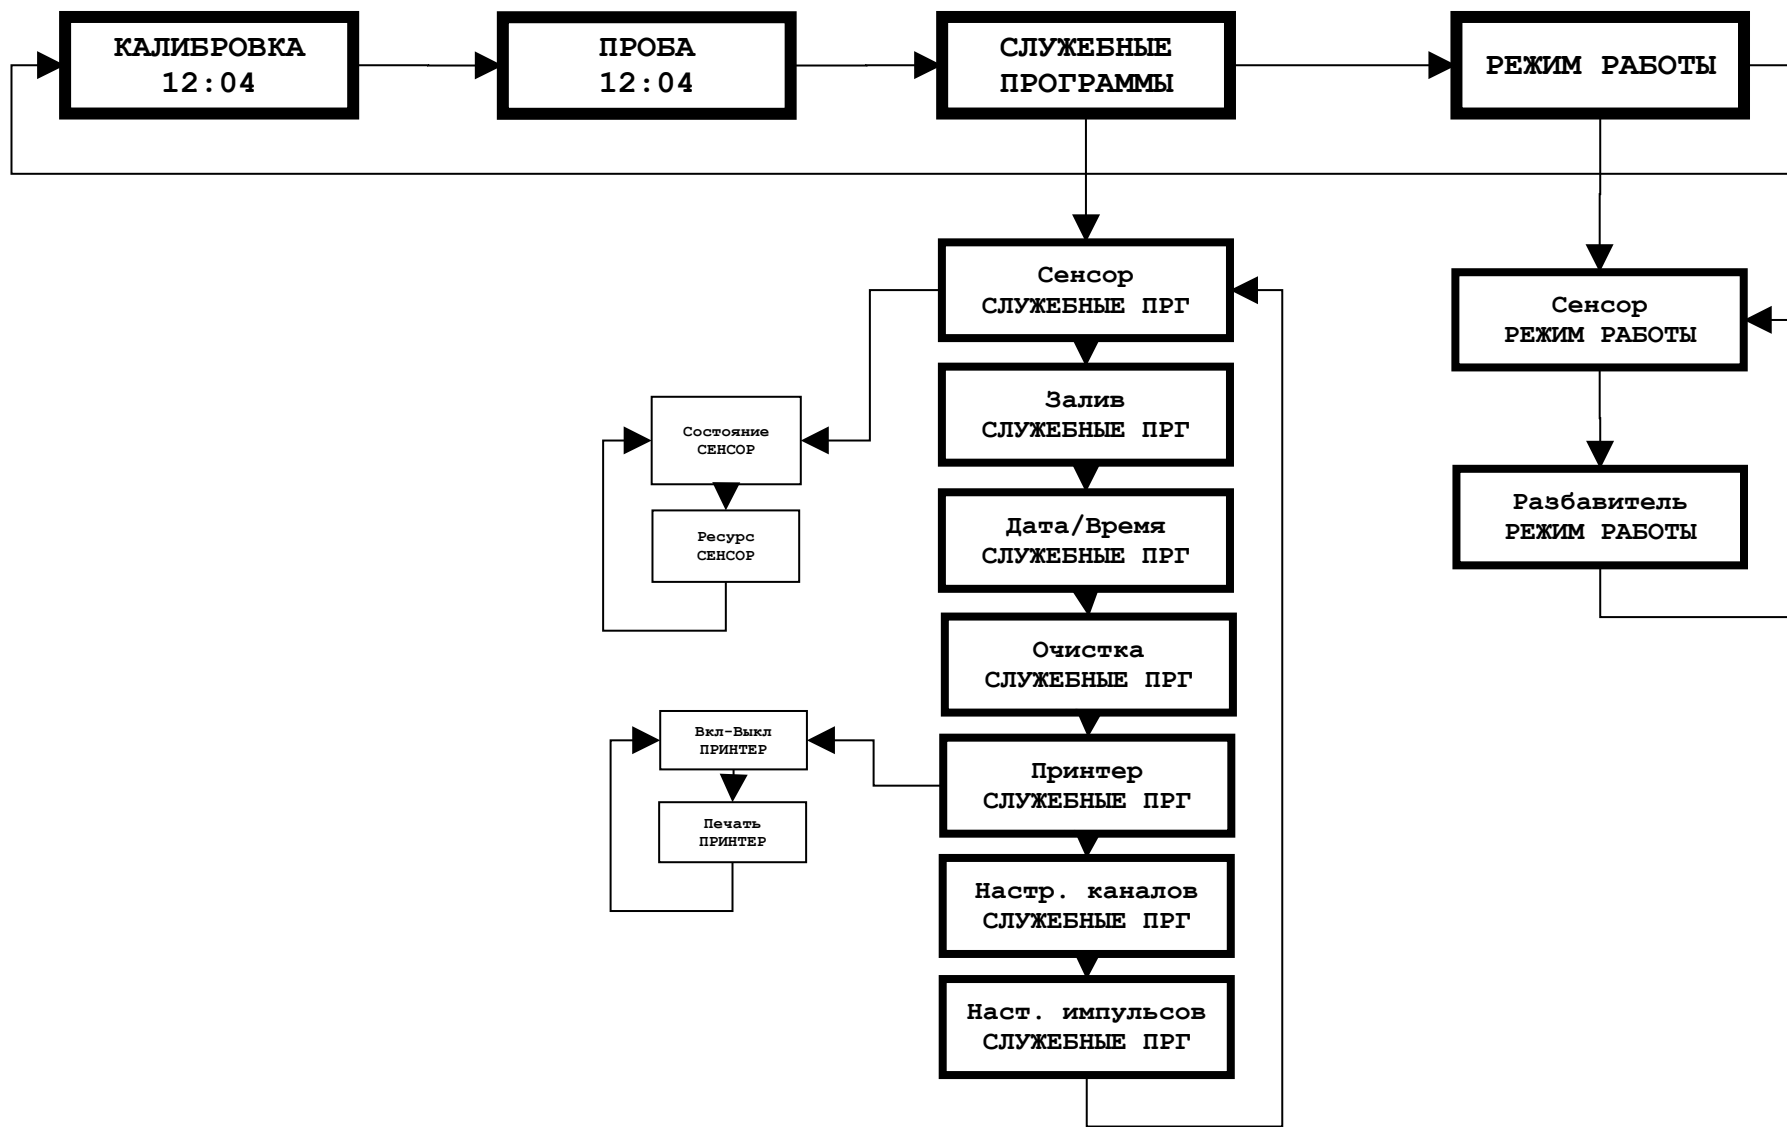 КАЛИБРОВКА
12:04
ПРОБА
12:04
СЛУЖЕБНЫЕ
ПРОГРАММЫ
РЕЖИМ РАБОТЫ
Сенсор
СЛУЖЕБНЫЕ ПРГ
Залив
СЛУЖЕБНЫЕ ПРГ
Дата/Время
СЛУЖЕБНЫЕ ПРГ
Очистка
СЛУЖЕБНЫЕ ПРГ
Принтер
СЛУЖЕБНЫЕ ПРГ
Настр. каналов
СЛУЖЕБНЫЕ ПРГ
Наст. импульсов
СЛУЖЕБНЫЕ ПРГ
Состояние
СЕНСОР
Ресурс
СЕНСОР
Вкл-Выкл
ПРИНТЕР
Печать
ПРИНТЕР
Сенсор
РЕЖИМ РАБОТЫ
Разбавитель
РЕЖИМ РАБОТЫ